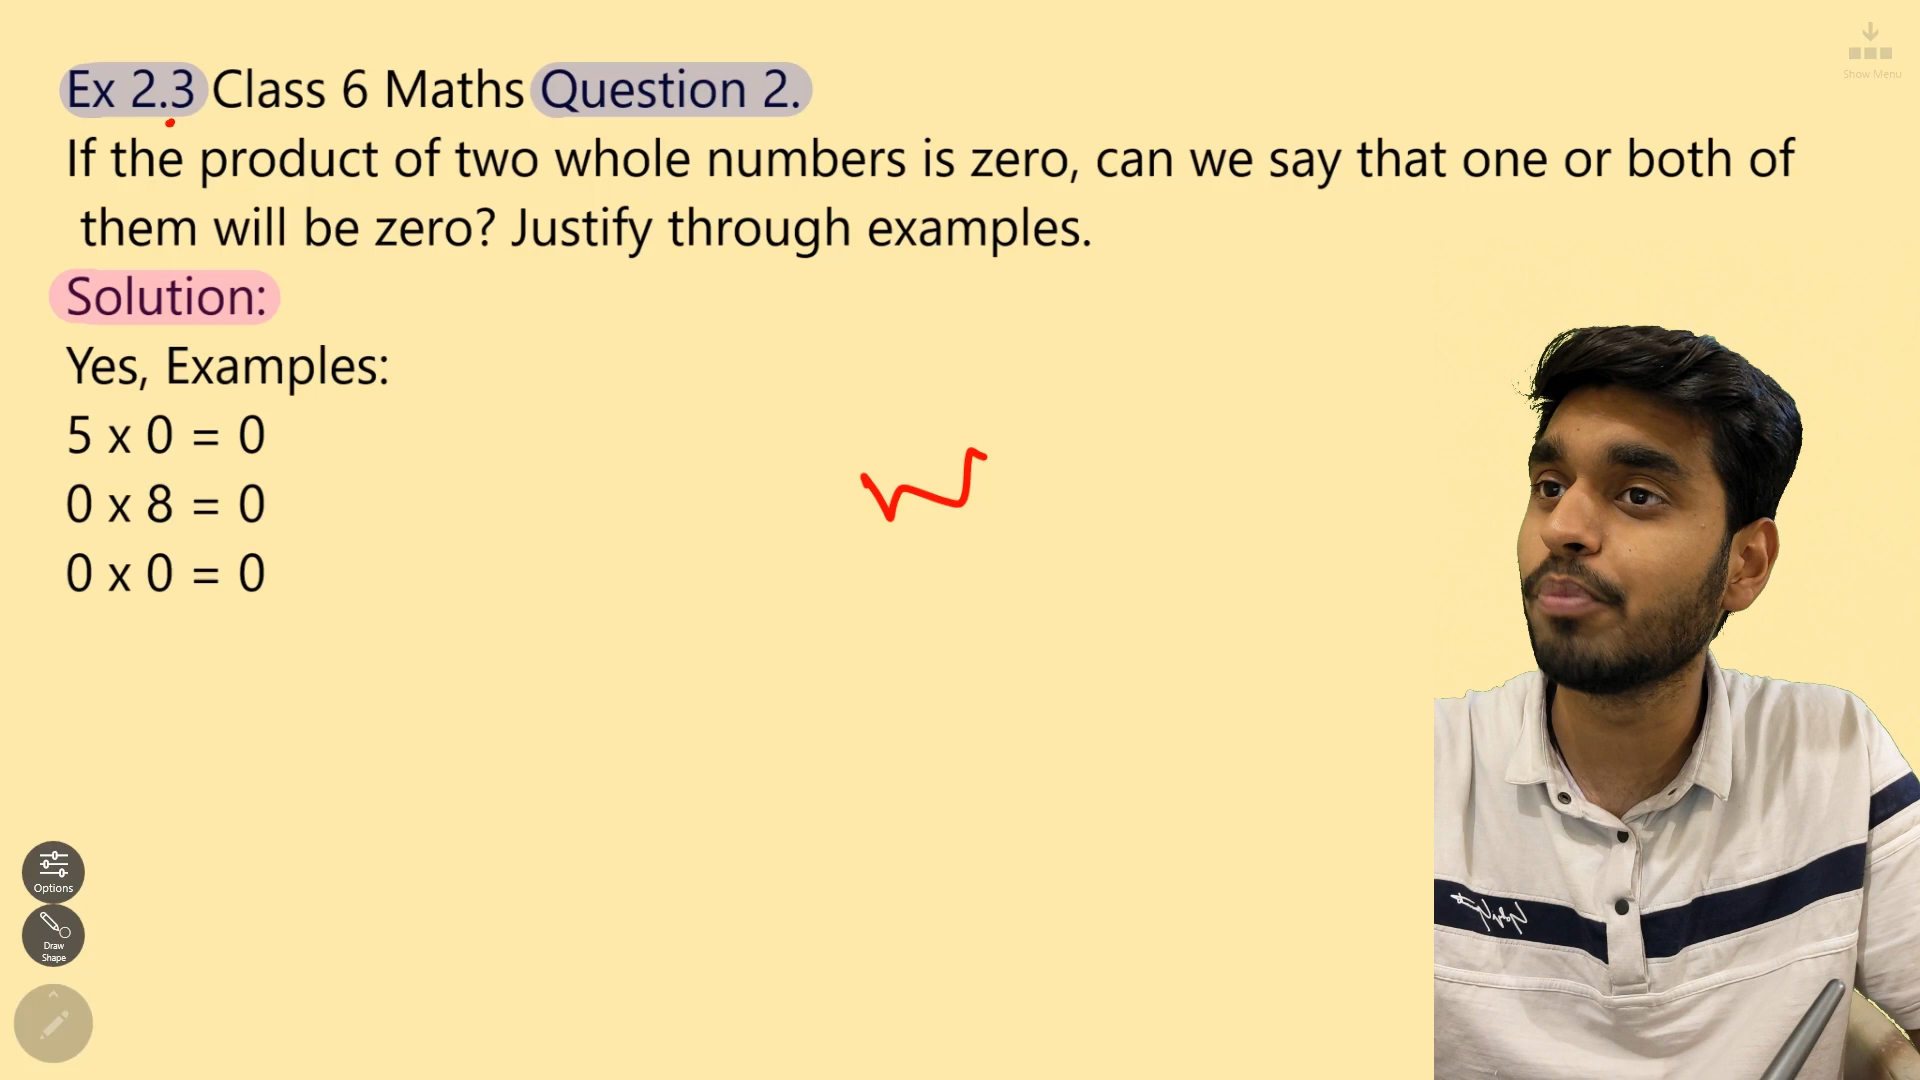 Ex 2.3 Class 6 Maths Question 2.
If the product of two whole numbers is zero, can we say that one or both of
them will be zero? Justify through examples.
Solution:
Yes, Examples:
5 x 0 = 0
0 x 8 = 0
0 x 0 = 0
Show Menu
Options
Draw
Shape